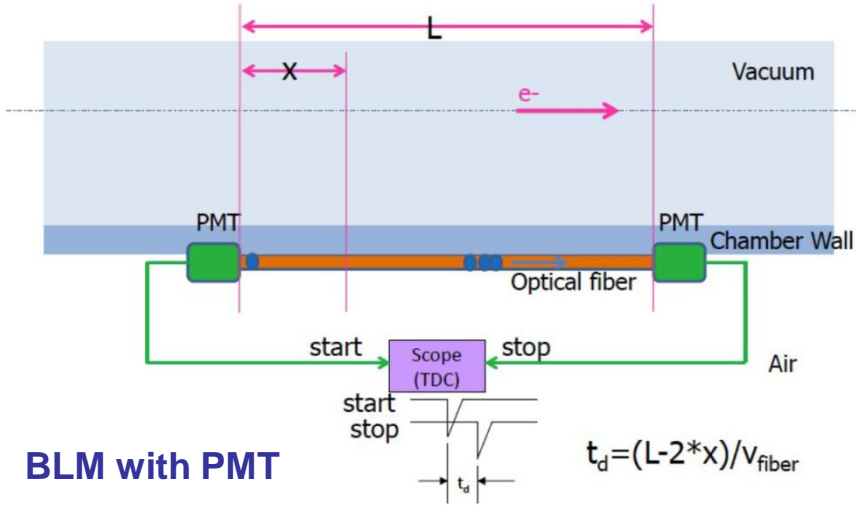 L
x
Vacuum
e-
PMT
PMT
Chamber Wall
Optical fiber
start
Scope
(TDC)
stop
Air
start
stop
BLM with PMT
t_d
t_d=(L-2*x)/v_fiber